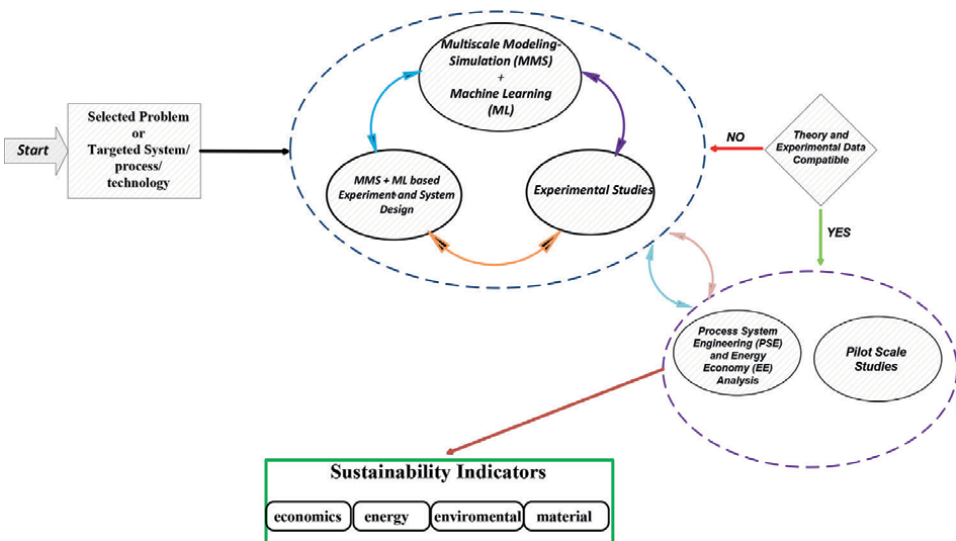 Start
Selected Problem
or
Targeted System/
process/
technology
Multiscale Modeling-
Simulation (MMS)
+
Machine Learning
(ML)
MMS + ML based
Experiment and System
Design
Experimental Studies
NO
Theory and
Experimental Data
Compatible
YES
Process System
Engineering (PSE)
and Energy
Economy (EE)
Analysis
Pilot Scale
Studies
Sustainability Indicators
economics
energy
enviromental
material